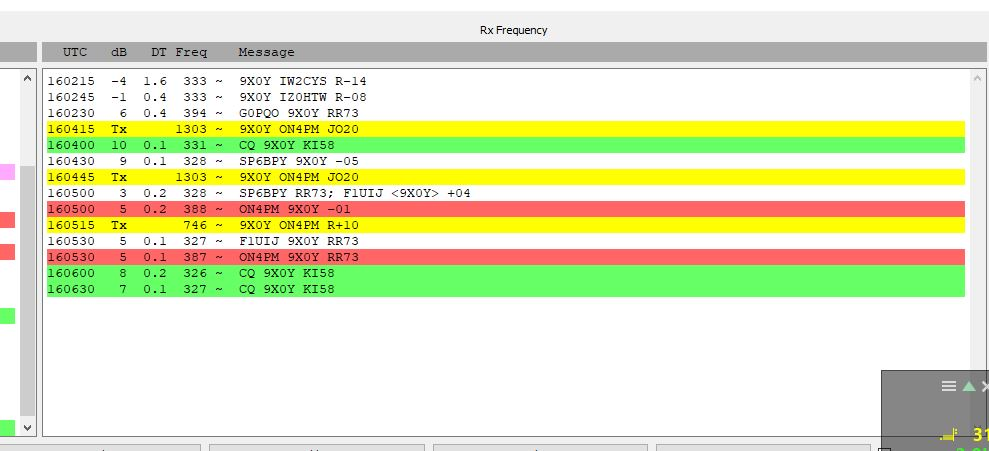 Rx Frequency
UTC dB DT Freq Message
160215 -4 1.6 333 ~ 9X0Y IW2CYS R-14
160245 -1 0.4 333 ~ 9X0Y IZ0HTW R-08
160230 6 0.4 394 ~ G0PQO 9X0Y RR73
160415 Tx 1303 ~ 9X0Y ON4PM JO20
160400 10 0.1 331 ~ CQ 9X0Y KI58
160430 9 0.1 328 ~ SP6BPY 9X0Y -05
160445 Tx 1303 ~ 9X0Y ON4PM JO20
160500 3 0.2 328 ~ SP6BPY RR73; F1UIJ <9X0Y> +04
160500 5 0.2 388 ~ ON4PM 9X0Y -01
160515 Tx 746 ~ 9X0Y ON4PM R+10
160530 5 0.1 327 ~ F1UIJ 9X0Y RR73
160530 5 0.1 387 ~ ON4PM 9X0Y RR73
160600 8 0.2 326 ~ CQ 9X0Y KI58
160630 7 0.1 327 ~ CQ 9X0Y KI58